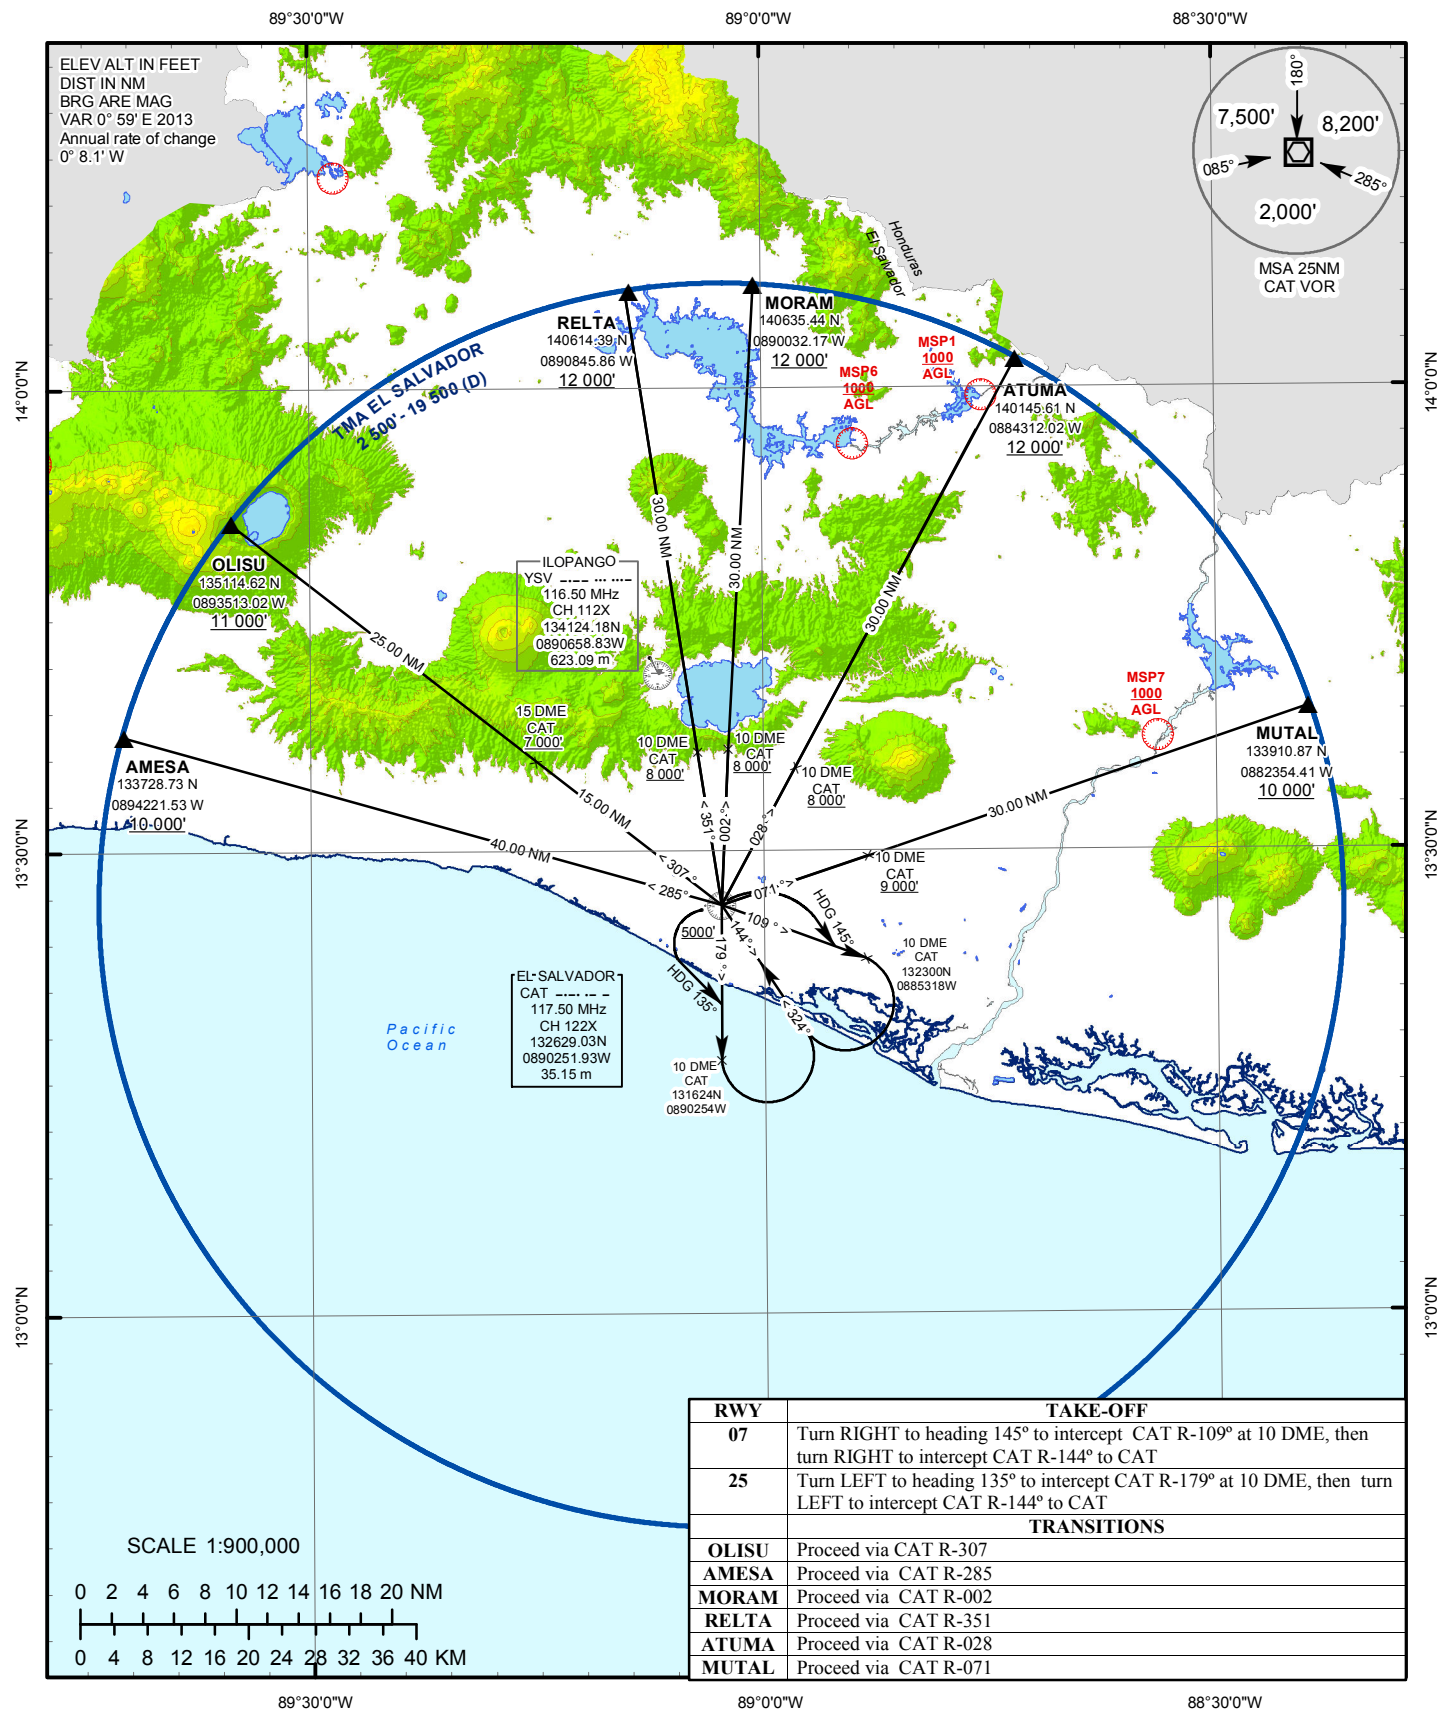 89°30'0"W
89°0'0"W
88°30'0"W
ELEV ALT IN FEET
DIST IN NM
BRG ARE MAG
VAR 0° 59' E 2013
Annual rate of change
0° 8.1' W
180°
7,500'
8,200'
085°
285°
2,000'
MSA 25NM
CAT VOR
Honduras
El Salvador
14°0'0"N
14°0'0"N
TMA EL SALVADOR
2 500' - 19 500 (D)
RELTA
140614.39 N
0890845.86 W
12 000'
MORAM
140635.44 N
0890032.17 W
12 000'
MSP1
1000
AGL
MSP6
1000
AGL
ATUMA
140145.61 N
0884312.02 W
12 000'
OLISU
135114.62 N
0893513.02 W
11 000'
ILOPANGO
YSV -.-- ... ...-
116.50 MHz
CH 112X
134124.18N
0890658.83W
623.09 m
30.00 NM
30.00 NM
30.00 NM
25.00 NM
MSP7
1000
AGL
MUTAL
133910.87 N
0882354.41 W
10 000'
AMESA
133728.73 N
0894221.53 W
10 000'
15 DME
CAT
7 000'
10 DME
CAT
8 000'
10 DME
CAT
8 000'
10 DME
CAT
8 000'
15.00 NM
30.00 NM
40.00 NM
13°30'0"N
13°30'0"N
10 DME
CAT
9 000'
< 351°
002° >
028° >
< 307°
< 285°
071° >
109 ° >
144° >
179 ° >
< 324°
HDG 145°
HDG 135°
5000'
10 DME
CAT
132300N
0885318W
EL SALVADOR
CAT -.-. .- -
117.50 MHz
CH 122X
132629.03N
0890251.93W
35.15 m
Pacific
Ocean
10 DME
CAT
131624N
0890254W
13°0'0"N
13°0'0"N
RWY TAKE-OFF
07 Turn RIGHT to heading 145º to intercept CAT R-109º at 10 DME, then
turn RIGHT to intercept CAT R-144º to CAT
25 Turn LEFT to heading 135º to intercept CAT R-179º at 10 DME, then turn
LEFT to intercept CAT R-144º to CAT
TRANSITIONS
OLISU Proceed via CAT R-307
AMESA Proceed via CAT R-285
MORAM Proceed via CAT R-002
RELTA Proceed via CAT R-351
ATUMA Proceed via CAT R-028
MUTAL Proceed via CAT R-071
SCALE 1:900,000
0 2 4 6 8 10 12 14 16 18 20 NM
0 4 8 12 16 20 24 28 32 36 40 KM
89°30'0"W
89°0'0"W
88°30'0"W